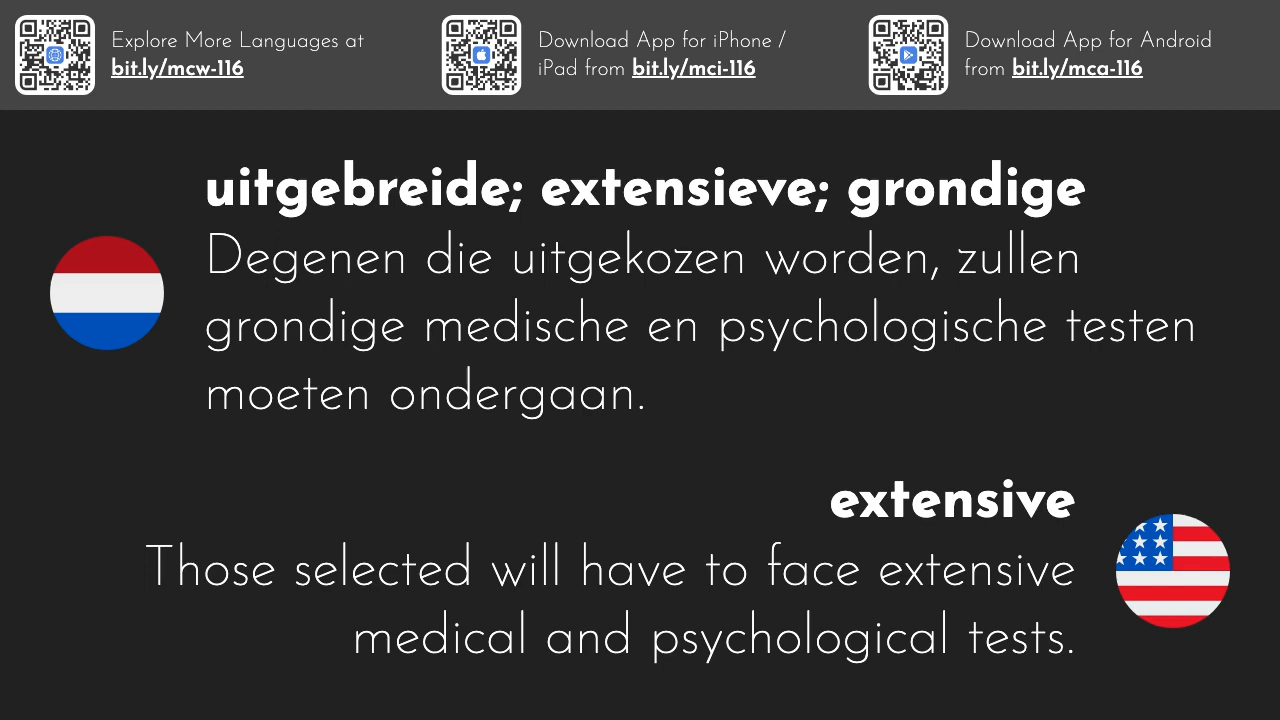 Explore More Languages at
bit.ly/mcw-116
Download App for iPhone /
iPad from bit.ly/mci-116
Download App for Android
from bit.ly/mca-116
uitgebreide; extensieve; grondige
Degenen die uitgekozen worden, zullen
grondige medische en psychologische testen
moeten ondergaan.
extensive
Those selected will have to face extensive
medical and psychological tests.